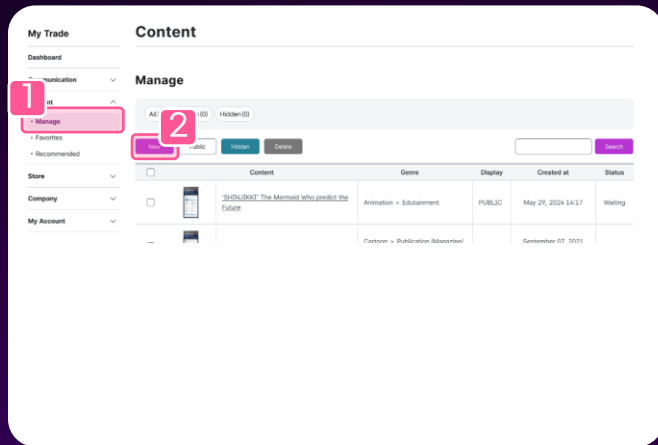 My Trade
Dashboard
Communication
1
Manage
Favorites
Recommended
Store
Company
My Account
Content
Manage
Hidden(0)
2
New Public Hidden Delete Search
Content Genre Display Created at Status
The Mermaid Who predict the
Future
Animation > Edutainment PUBLIC May 29, 2024 14:17 Waiting
Cartoon > Publication (Magazine/
September 07, 2021